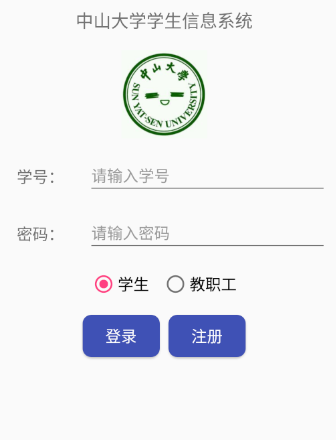 中山大学学生信息系统
中山大学
SUN YAT-SEN UNIVERSITY
学号：
请输入学号
密码：
请输入密码
学生
教职工
登录
注册